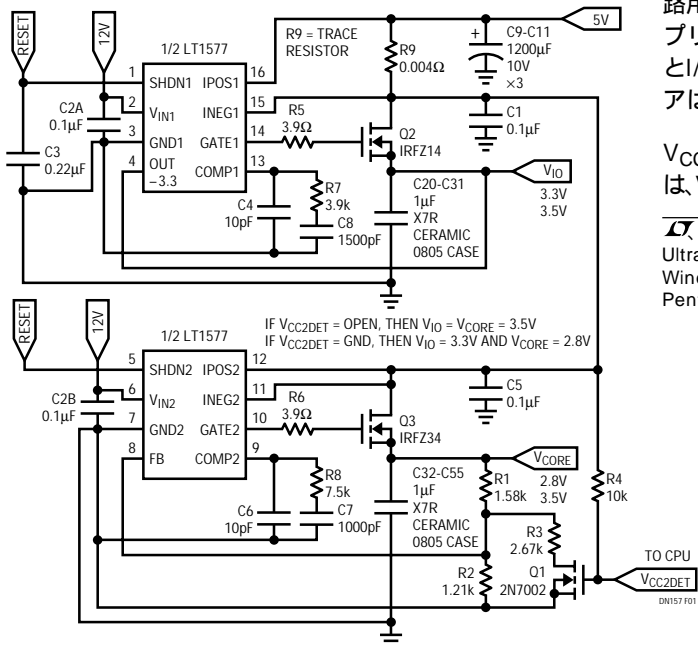 RESET
12V
1/2 LT1577
1
SHDN1
IPOS1
16
2
VIN1
INEG1
15
3
GND1
GATE1
14
4
OUT
–3.3
COMP1
13
C2A
0.1µF
C3
0.22µF
R5
3.9Ω
R9 = TRACE
RESISTOR
R9
0.004Ω
+
C9-C11
1200µF
10V
×3
5V
C1
0.1µF
Q2
IRFZ14
VIO
3.3V
3.5V
C4
10pF
R7
3.9k
C8
1500pF
C20-C31
1µF
X7R
CERAMIC
0805 CASE
IF VCC2DET = OPEN, THEN VIO = VCORE = 3.5V
IF VCC2DET = GND, THEN VIO = 3.3V AND VCORE = 2.8V
RESET
12V
1/2 LT1577
5
SHDN2
IPOS2
12
6
VIN2
INEG2
11
7
GND2
GATE2
10
8
FB
COMP2
9
C2B
0.1µF
R6
3.9Ω
C5
0.1µF
Q3
IRFZ34
VCORE
2.8V
3.5V
C6
10pF
R8
7.5k
C7
1000pF
C32-C55
1µF
X7R
CERAMIC
0805 CASE
R1
1.58k
R4
10k
R3
2.67k
R2
1.21k
Q1
2N7002
TO CPU
VCC2DET
DN157 F01
プリ
とI/
アは
VCC
は、V
Ultra
Wind
Pent